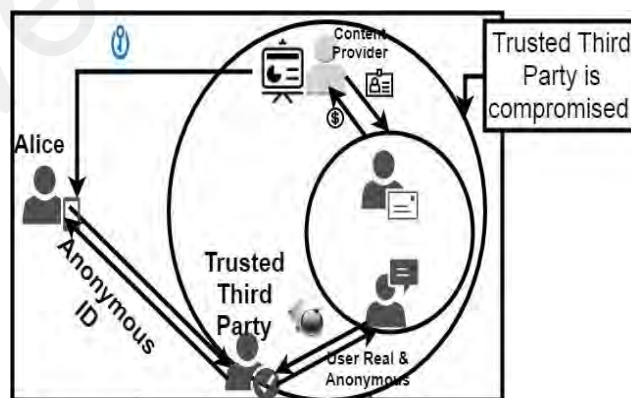 Content
Provider
Trusted Third
Party is
compromised
$
Alice
Anonymous
ID
Trusted
Third
Party
User Real &
Anonymous